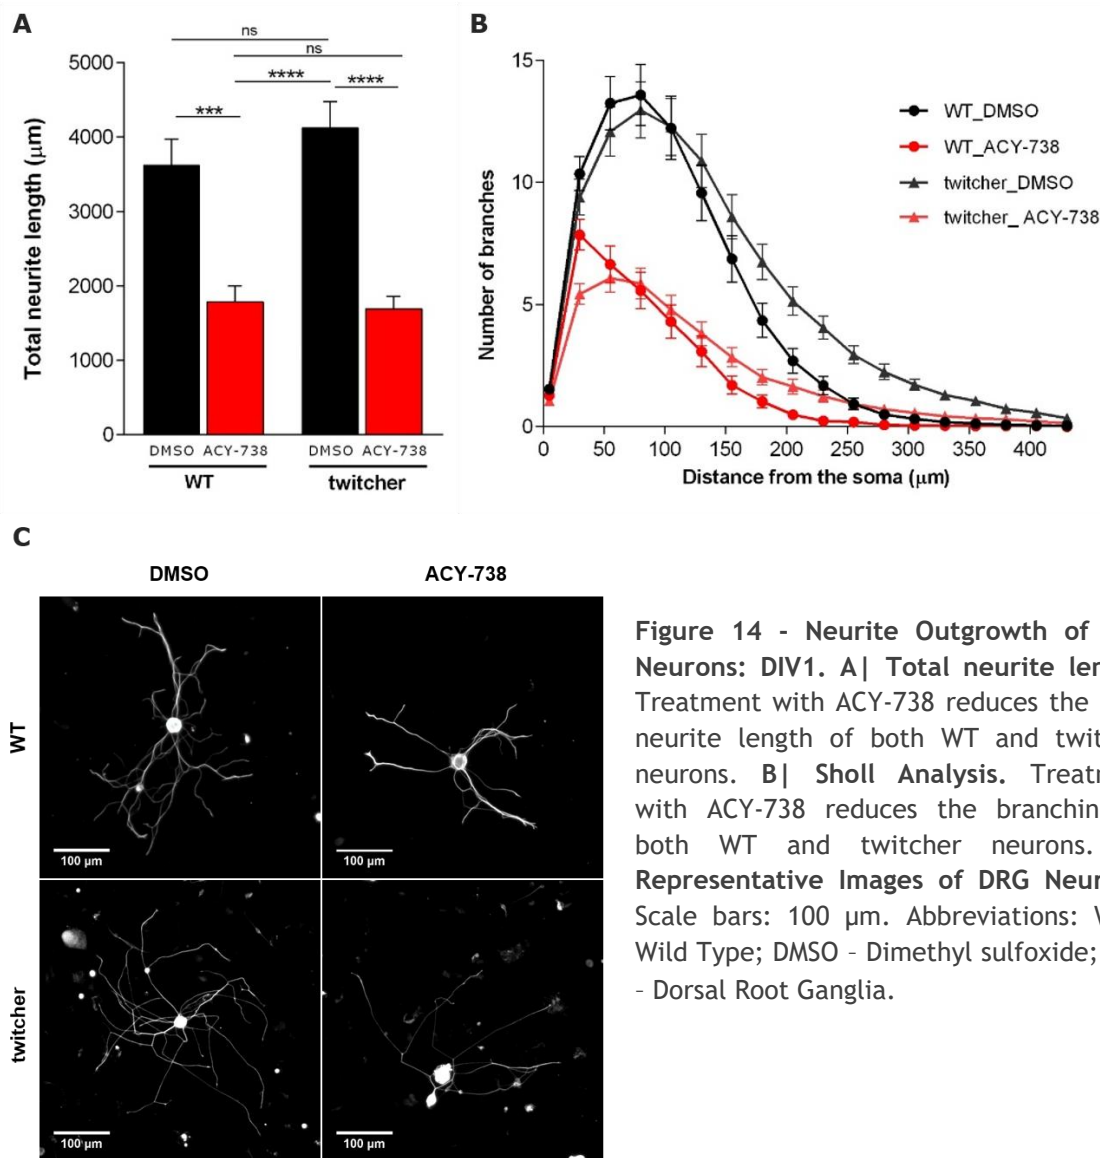 A
ns
ns
*** **** ****
Total neurite length (μm)
5000
4000
3000
2000
1000
0
DMSO ACY-738 DMSO ACY-738
WT twitcher
B
Number of branches
15
10
5
0
0 50 100 150 200 250 300 350 400
Distance from the soma (μm)
WT_DMSO
WT_ACY-738
twitcher_DMSO
twitcher_ ACY-738
C
DMSO ACY-738
WT
100 μm 100 μm
twitcher
100 μm 100 μm
Figure 14 - Neurite Outgrowth of
Neurons: DIV1. A| Total neurite len
Treatment with ACY-738 reduces the
neurite length of both WT and twit
neurons. B| Sholl Analysis. Treatr
with ACY-738 reduces the branchin
both WT and twitcher neurons.
Representative Images of DRG Neur
Scale bars: 100 μm. Abbreviations:
Wild Type; DMSO – Dimethyl sulfoxide;
– Dorsal Root Ganglia.